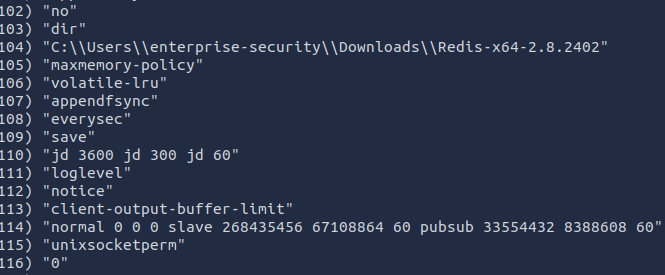 102) "no"
103) "dir"
104) "C:\\Users\\enterprise-security\\Downloads\\Redis-x64-2.8.2402"
105) "maxmemory-policy"
106) "volatile-lru"
107) "appendfsync"
108) "everysec"
109) "save"
110) "jd 3600 jd 300 jd 60"
111) "loglevel"
112) "notice"
113) "client-output-buffer-limit"
114) "normal 0 0 0 slave 268435456 67108864 60 pubsub 33554432 8388608 60"
115) "unixsocketperm"
116) "0"